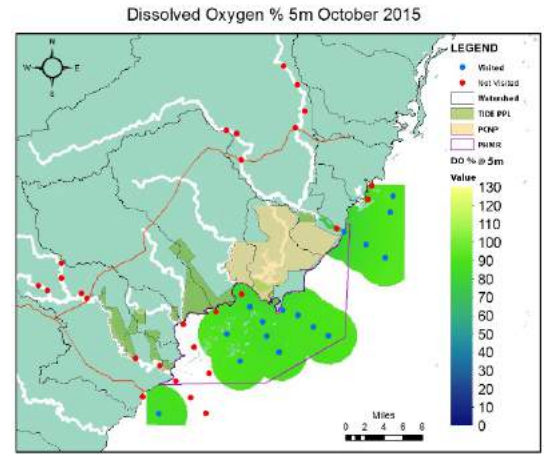 Dissolved Oxygen % 5m October 2015
N
W E
S
LEGEND
Visited
Not Visited
Watershed
TIDE PPL
PCNP
PHMR
DO % @ 5m
Value
130
120
110
100
90
80
70
60
50
40
30
20
10
0
Miles
0 2 4 6 8